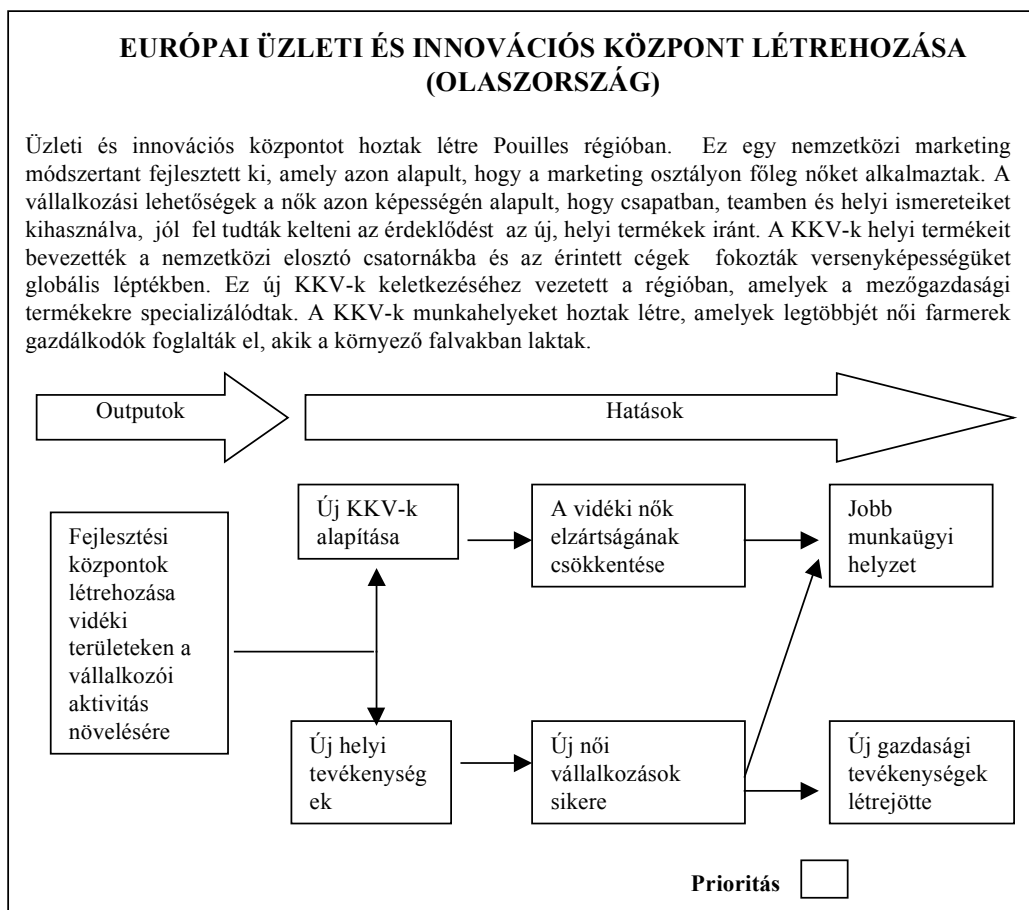 EURÓPAI ÜZLETI ÉS INNOVÁCIÓS KÖZPONT LÉTREHOZÁSA
(OLASZORSZÁG)
Üzleti és innovációs központot hoztak létre Pouilles régióban. Ez egy nemzetközi marketing
módszertant fejlesztett ki, amely azon alapult, hogy a marketing osztályon főleg nőket alkalmaztak. A
vállalkozási lehetőségek a nők azon képességén alapult, hogy csapatban, teamben és helyi ismereteiket
kihasználva, jól fel tudták kelteni az érdeklődést az új, helyi termékek iránt. A KKV-k helyi termékeit
bevezették a nemzetközi elosztó csatornákba és az érintett cégek fokozták versenyképességüket
globális léptékben. Ez új KKV-k keletkezéséhez vezetett a régióban, amelyek a mezőgazdasági
termékekre specializálódtak. A KKV-k munkahelyeket hoztak létre, amelyek legtöbbjét női farmerek
gazdálkodók foglalták el, akik a környező falvakban laktak.
Outputok
Hatások
Fejlesztési
központok
létrehozása
vidéki
területeken a
vállalkozói
aktivitás
növelésére
Új KKV-k
alapítása
A vidéki nők
elzártságának
csökkentése
Jobb
munkaügyi
helyzet
Új helyi
tevékenység
ek
Új női
vállalkozások
sikere
Új gazdasági
tevékenységek
létrejötte
Prioritás